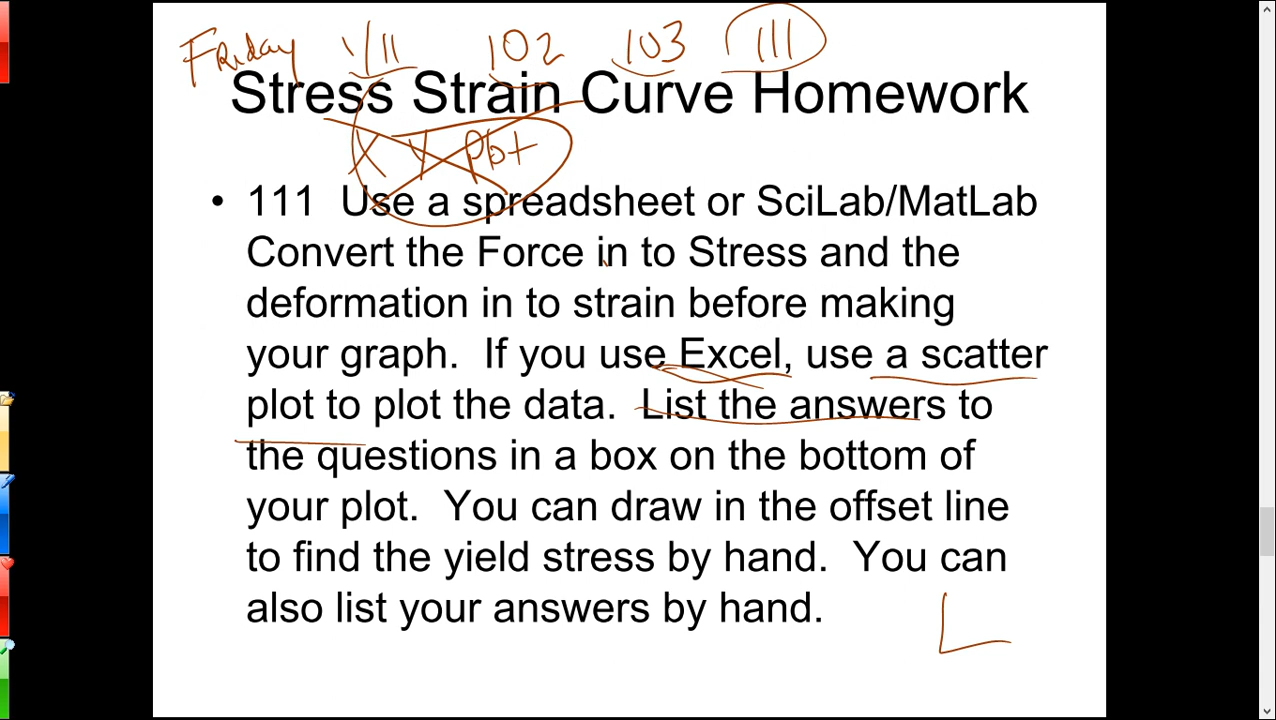 Friday 1/11 102 103 111
Stress Strain Curve Homework
X Y plot
• 111 Use a spreadsheet or SciLab/MatLab
Convert the Force in to Stress and the
deformation in to strain before making
your graph. If you use Excel, use a scatter
plot to plot the data. List the answers to
the questions in a box on the bottom of
your plot. You can draw in the offset line
to find the yield stress by hand. You can
also list your answers by hand.